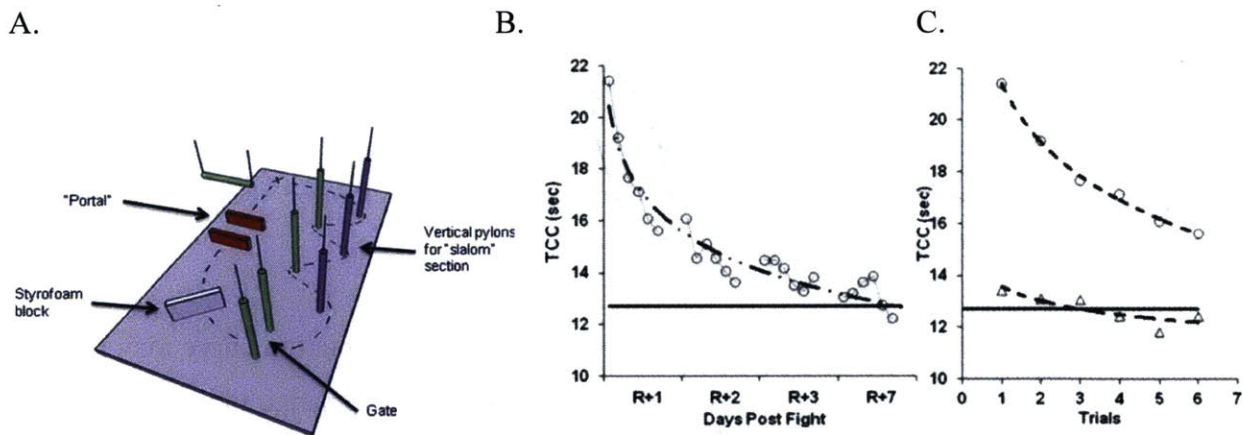 A.
B.
C.
"Portal"
Styrofoam
block
Vertical pylons
for "slalom"
section
Gate
TCC (sec)
22
20
18
16
14
12
10
R+1
R+2
R+3
R+7
Days Post Fight
TCC (sec)
22
20
18
16
14
12
10
0
1
2
3
4
5
6
7
Trials